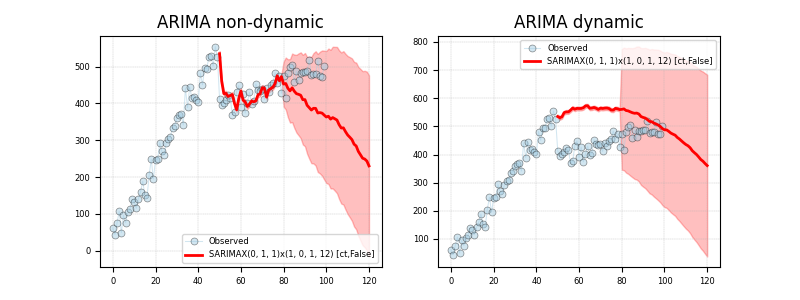 ARIMA non-dynamic
500
400
300
200
100
0
0 20 40 60 80 100 120
Observed
SARIMAX(0, 1, 1)x(1, 0, 1, 12) [ct,False]
ARIMA dynamic
800
700
600
500
400
300
200
100
0 20 40 60 80 100 120
Observed
SARIMAX(0, 1, 1)x(1, 0, 1, 12) [ct,False]